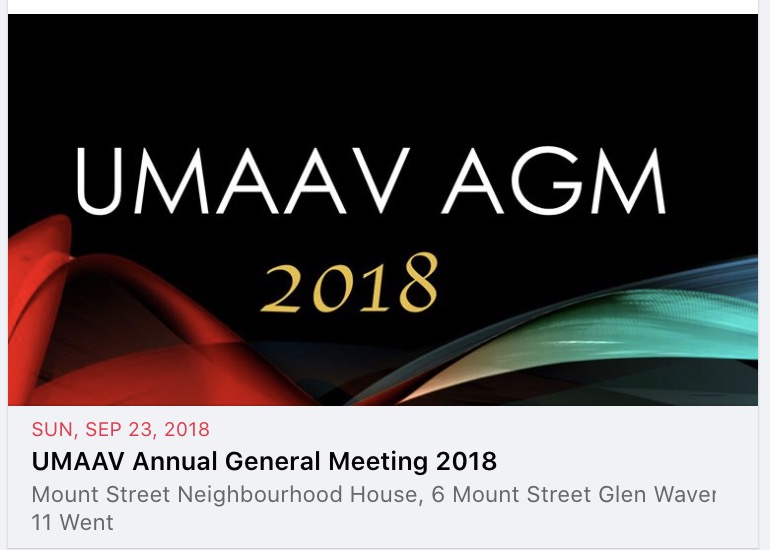 UMAAV AGM
2018
SUN, SEP 23, 2018
UMAAV Annual General Meeting 2018
Mount Street Neighbourhood House, 6 Mount Street Glen Waver
11 Went